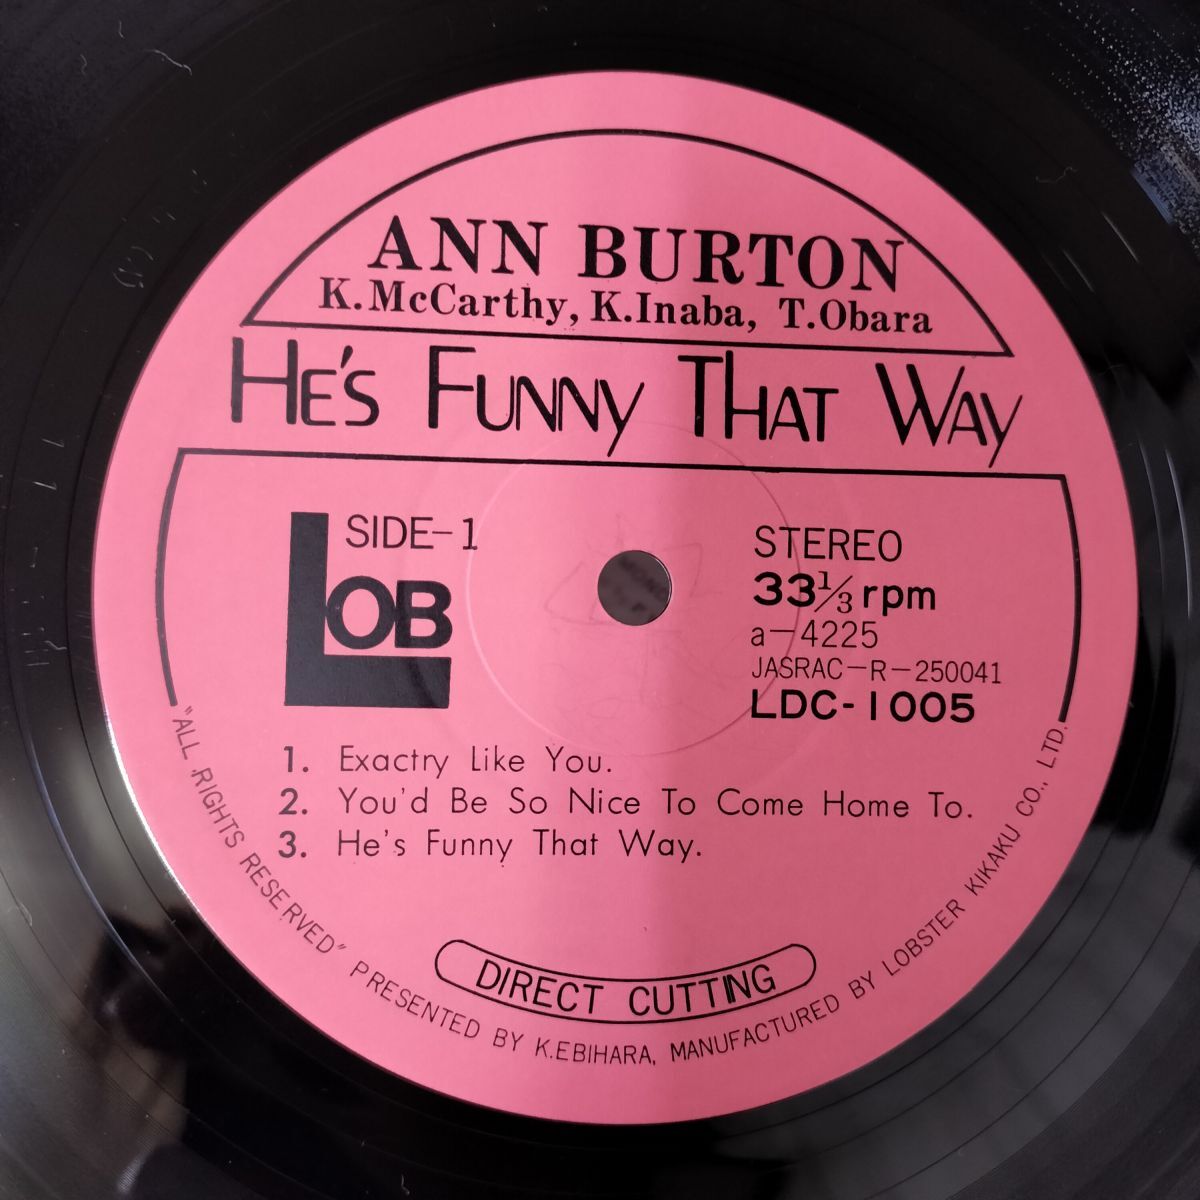 ANN BURTON
K.McCarthy, K.Inaba, T.Obara
HE'S FUNNY THAT WAY
SIDE-1
LOB
STEREO
33 1/3 rpm
a-4225
JASRAC-R-250041
LDC-1005
1. Exactry Like You.
2. You'd Be So Nice To Come Home To.
3. He's Funny That Way.
DIRECT CUTTING
"ALL RIGHTS RESERVED" PRESENTED BY K.EBIHARA, MANUFACTURED BY LOBSTER KIKAKU CO., LTD.